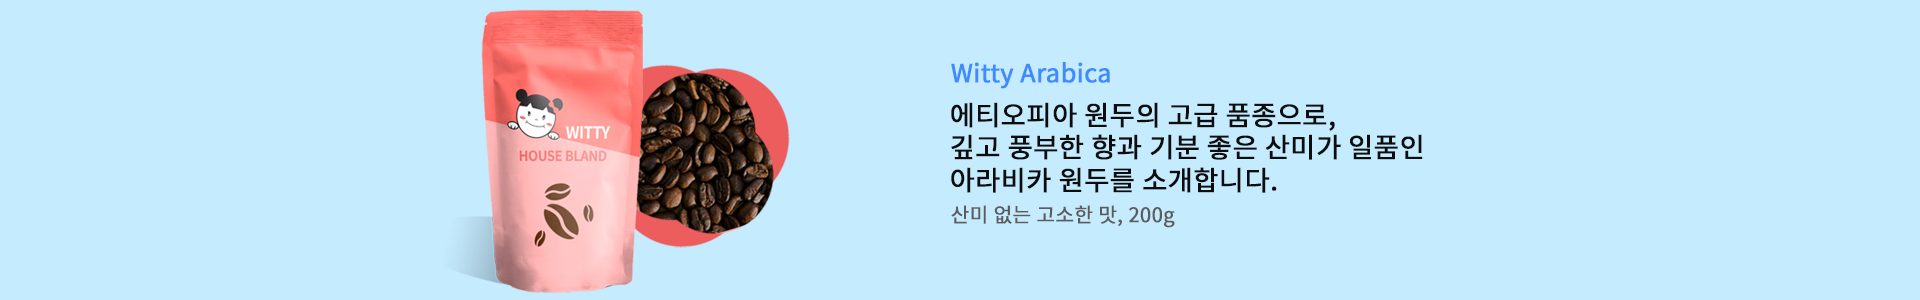 WITTY
HOUSE BLAND
Witty Arabica
에티오피아 원두의 고급 품종으로,
깊고 풍부한 향과 기분 좋은 산미가 일품인
아라비카 원두를 소개합니다.
산미 없는 고소한 맛, 200g